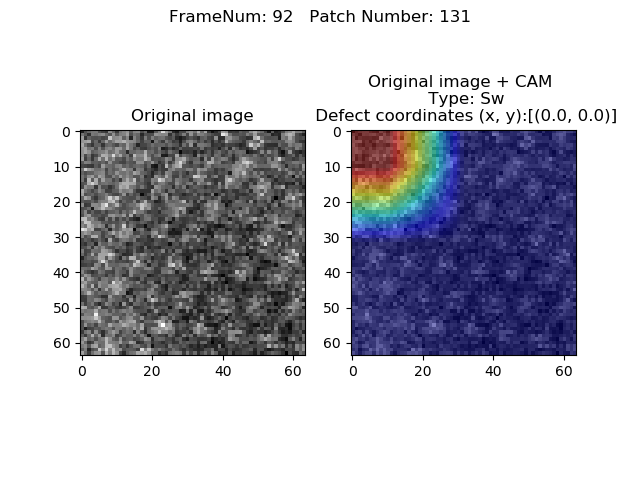 FrameNum: 92   Patch Number: 131
Original image + CAM
Type: Sw
Original image
Defect coordinates (x, y):[(0.0, 0.0)]
0
10
20
30
40
50
60
0 20 40 60
0
10
20
30
40
50
60
0 20 40 60